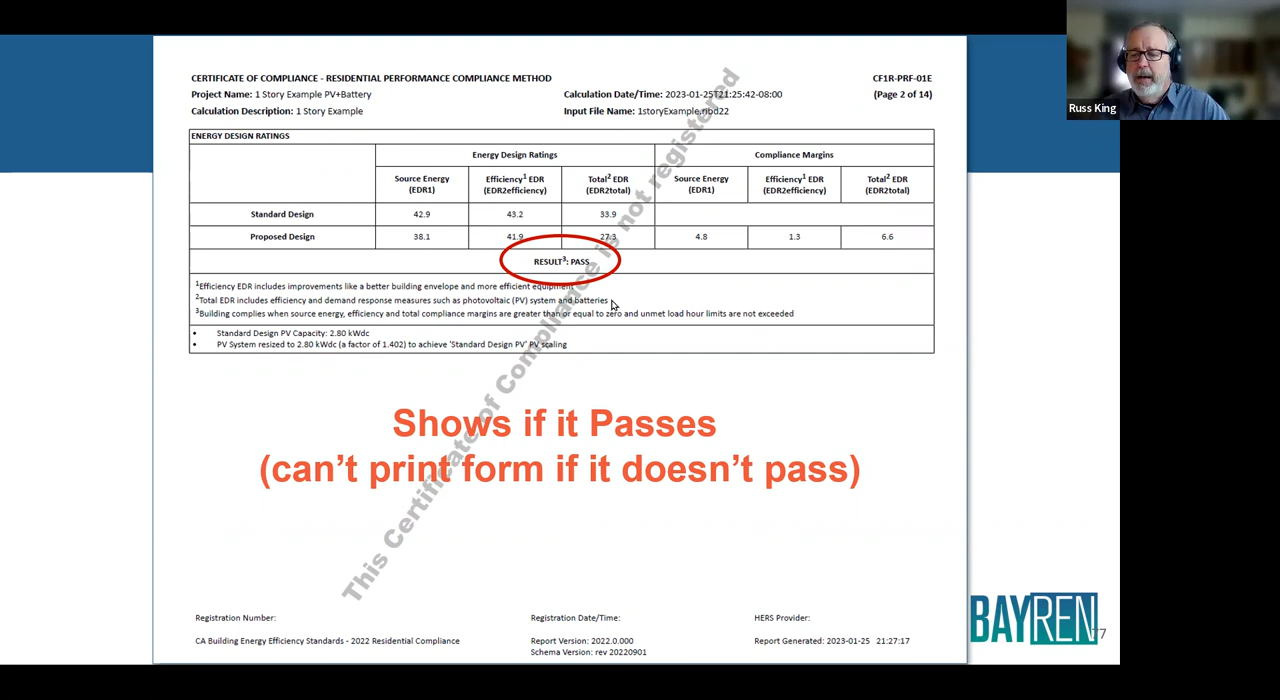 Russ King
CERTIFICATE OF COMPLIANCE - RESIDENTIAL PERFORMANCE COMPLIANCE METHOD
CF1R-PRF-01E
Project Name: 1 Story Example PV+Battery
Calculation Date/Time: 2023-01-25T21:25:42-08:00
(Page 2 of 14)
Calculation Description: 1 Story Example
Input File Name: 1storyExample.ribd22
ENERGY DESIGN RATINGS
Energy Design Ratings
Compliance Margins
Source Energy (EDR1)
Efficiency¹ EDR (EDR2efficiency)
Total² EDR (EDR2total)
Source Energy (EDR1)
Efficiency¹ EDR (EDR2efficiency)
Total² EDR (EDR2total)
Standard Design 42.9 43.2 33.9
Proposed Design 38.1 41.9 27.3 4.8 1.3 6.6
RESULT³: PASS
¹Efficiency EDR includes improvements like a better building envelope and more efficient equipment
²Total EDR includes efficiency and demand response measures such as photovoltaic (PV) system and batteries
³Building complies when source energy, efficiency and total compliance margins are greater than or equal to zero and unmet load hour limits are not exceeded
• Standard Design PV Capacity: 2.80 kWdc
• PV System resized to 2.80 kWdc (a factor of 1.402) to achieve 'Standard Design PV' PV scaling
This Certificate of Compliance is not registered
Shows if it Passes
(can't print form if it doesn't pass)
Registration Number:
Registration Date/Time:
HERS Provider:
CA Building Energy Efficiency Standards - 2022 Residential Compliance
Report Version: 2022.0.000
Report Generated: 2023-01-25 21:27:17
Schema Version: rev 20220901
BAYREN
77